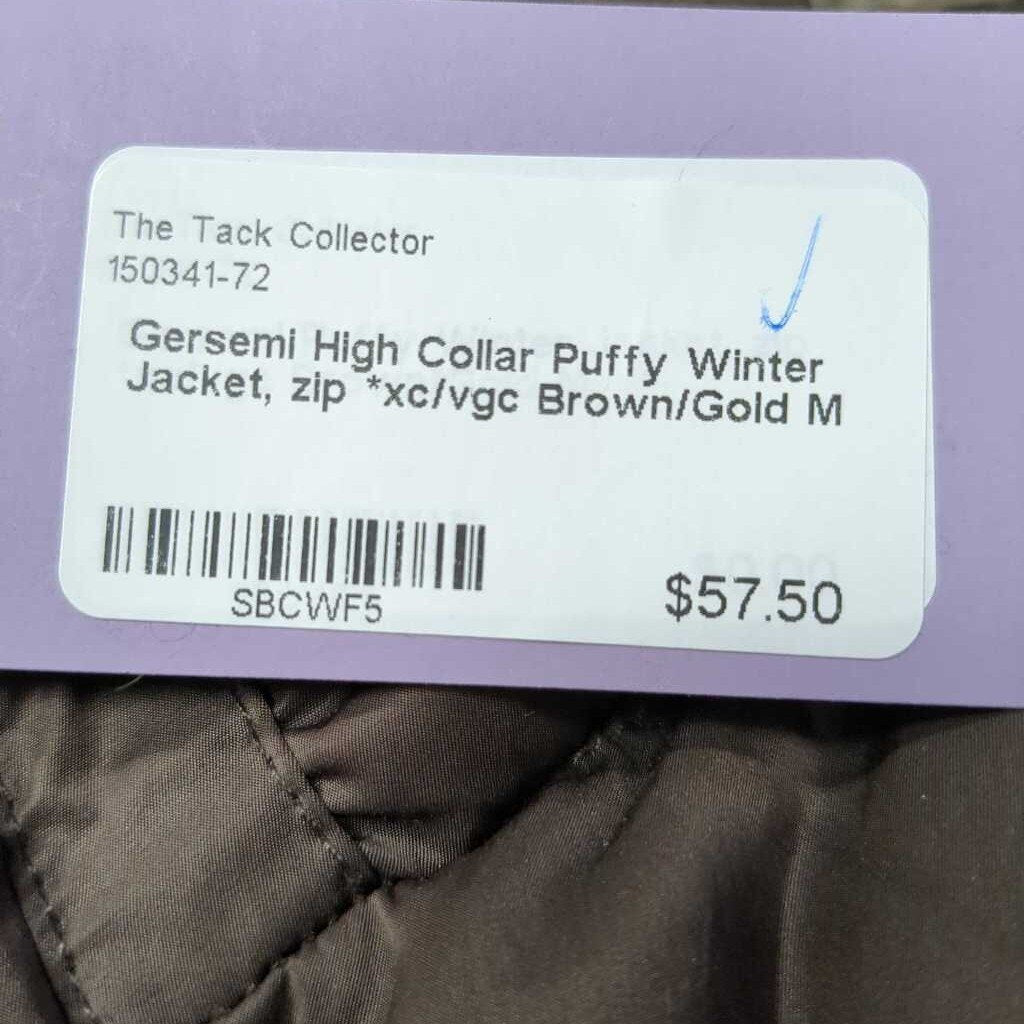 The Tack Collector
150341-72
Gersemi High Collar Puffy Winter
Jacket, zip *xc/vgc Brown/Gold M
SBCWF5
$57.50